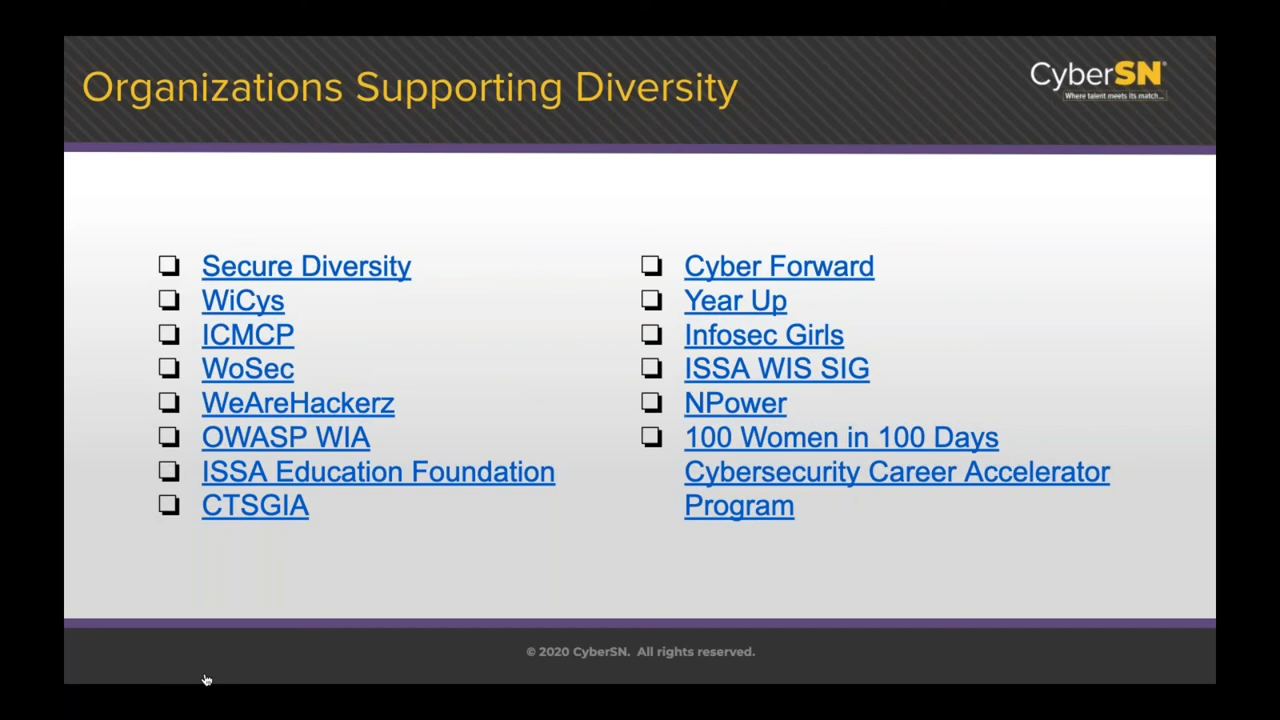 Organizations Supporting Diversity
CyberSN®
Where talent meets its match...
Secure Diversity
WiCys
ICMCP
WoSec
WeAreHackerz
OWASP WIA
ISSA Education Foundation
CTSGIA
Cyber Forward
Year Up
Infosec Girls
ISSA WIS SIG
NPower
100 Women in 100 Days
Cybersecurity Career Accelerator
Program
© 2020 CyberSN. All rights reserved.